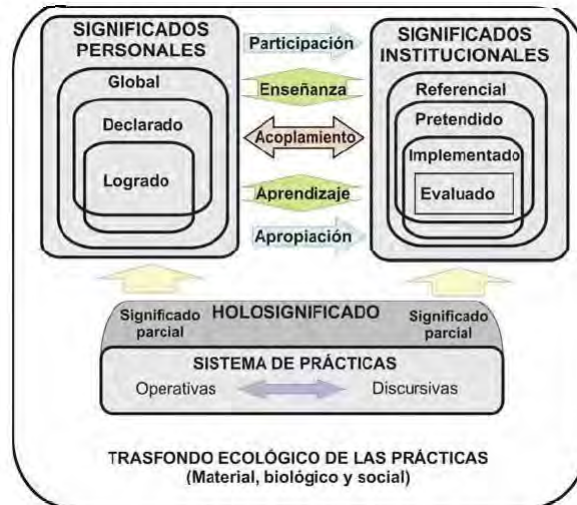 SIGNIFICADOS
PERSONALES
Global
Declarado
Logrado
Participación
Enseñanza
Acoplamiento
Aprendizaje
Apropiación
SIGNIFICADOS
INSTITUCIONALES
Referencial
Pretendido
Implementado
Evaluado
Significado
parcial
HOLOSIGNIFICADO
Significado
parcial
SISTEMA DE PRÁCTICAS
Operativas
Discursivas
TRASFONDO ECOLÓGICO DE LAS PRÁCTICAS
(Material, biológico y social)